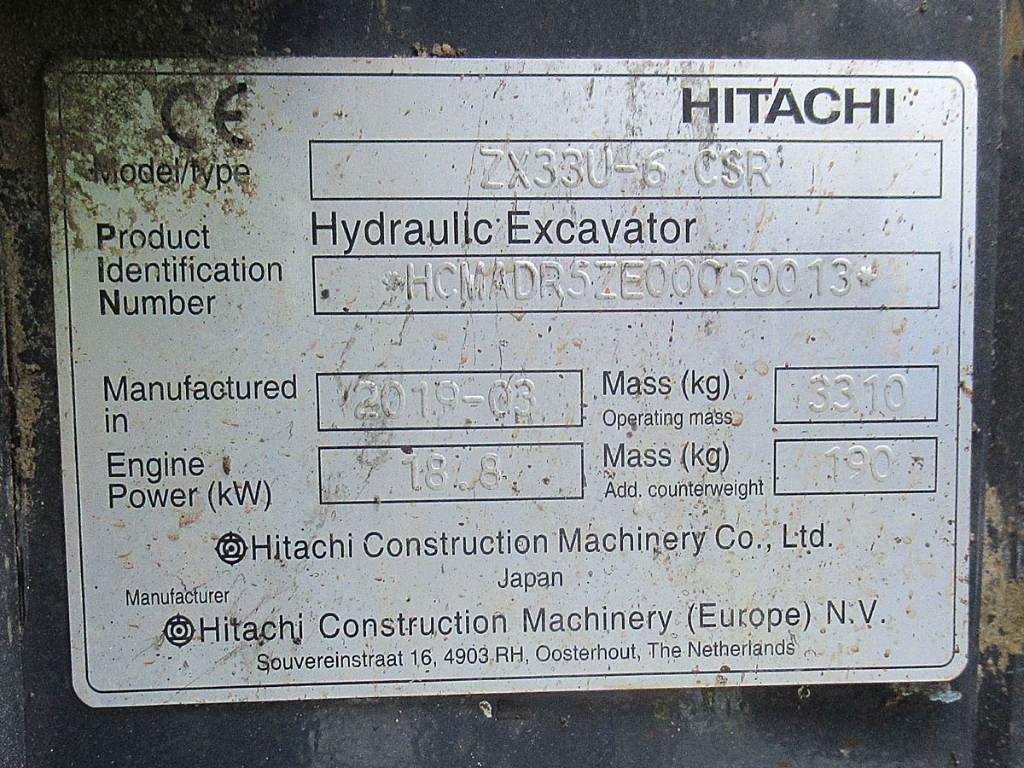 CE HITACHI
Model/type ZX33U-6 CSR
Product Hydraulic Excavator
Identification *HCMADR5ZE00050013*
Number
Manufactured in 2019-03
Mass (kg) 3310
Operating mass
Engine Power (kW) 18.8
Mass (kg) 190
Add. counterweight
Hitachi Construction Machinery Co., Ltd.
Japan
Manufacturer
Hitachi Construction Machinery (Europe) N.V.
Souvereinstraat 16, 4903 RH, Oosterhout, The Netherlands